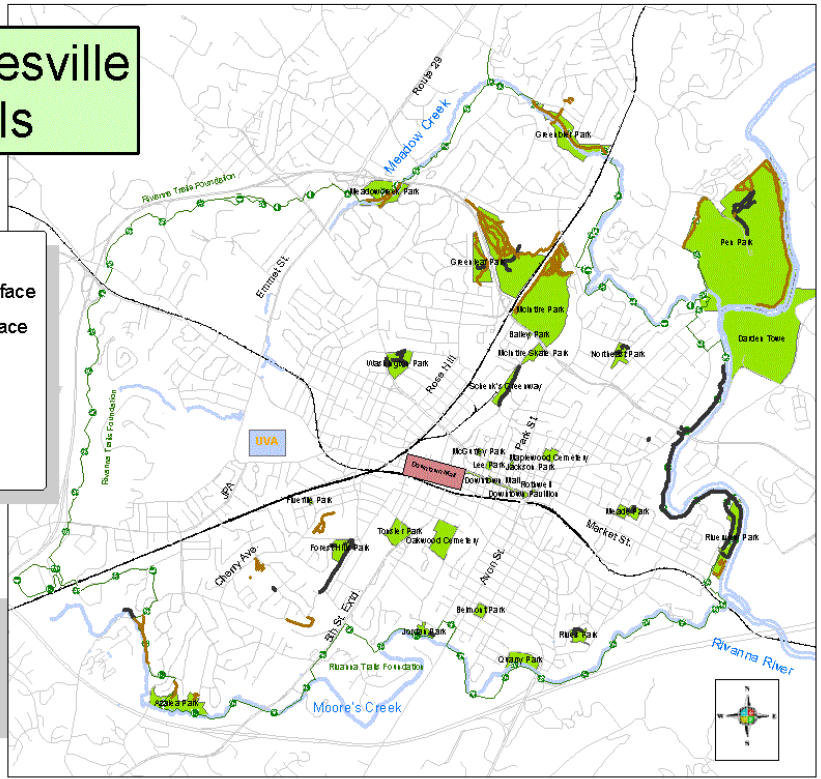 esville
ls
face
ace
Route 29
Meadow Creek
Greenbrier Park
Rivanna Trails Foundation
Meadowcreek Park
Pen Park
Greenleaf Park
Emmet St.
McIntire Park
Bailey Park
McIntire Skate Park
Darden Towe
Northeast Park
Washington Park
Rose Hill
Schenk's Greenway
Rivanna Trails Foundation
Park St.
UVA
McGuffey Park
Maplewood Cemetery
Lee Park
Jackson Park
Downtown Mall
Downtown Mall
Rothwell
Downtown Pavilion
JPA
Meade Park
Market St.
Riverview Park
Tonsler Park
Oakwood Cemetery
Forest Hills Park
Cherry Ave.
Avon St.
5th St. Extd
Belmont Park
Jordan Park
Rives Park
Quarry Park
Rivanna River
Rivanna Trails Foundation
Azalea Park
Moore's Creek
N
W
E
S